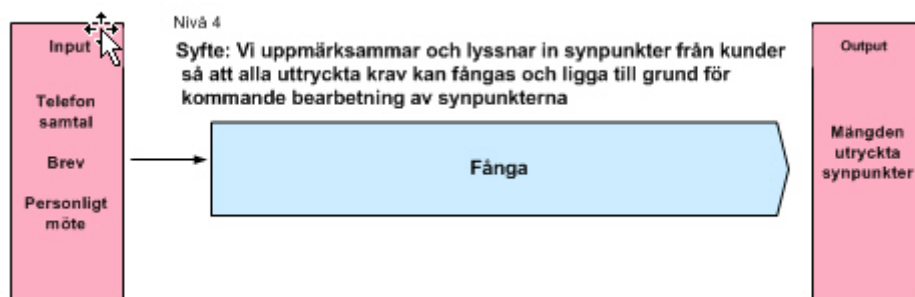 Nivå 4
Input
Syfte: Vi uppmärksammar och lyssnar in synpunkter från kunder
så att alla uttryckta krav kan fångas och ligga till grund för
kommande bearbetning av synpunkterna
Output
Telefon
samtal
Brev
Personligt
möte
Fånga
Mängden
utryckta
synpunkter